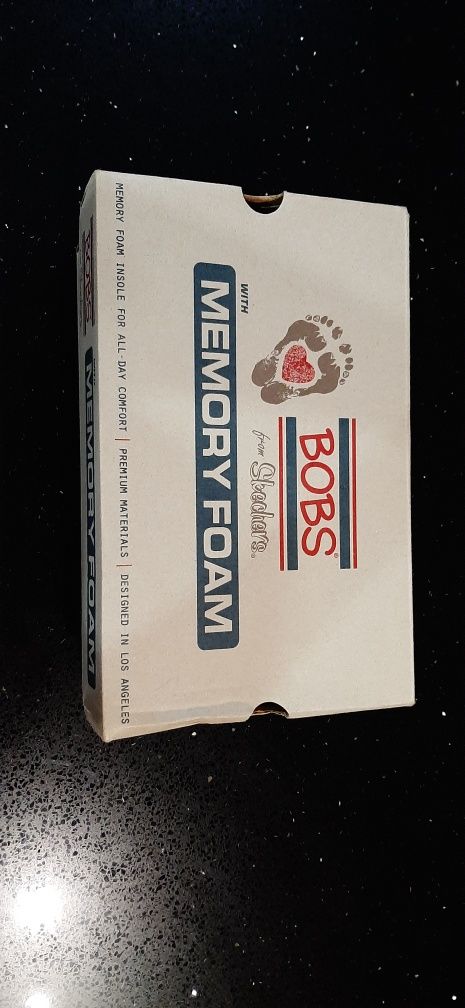 BOBS®
from Skechers®
WITH
MEMORY FOAM
MEMORY FOAM INSOLE FOR ALL-DAY COMFORT | PREMIUM MATERIALS | DESIGNED IN LOS ANGELES
BOBS
MEMORY FOAM